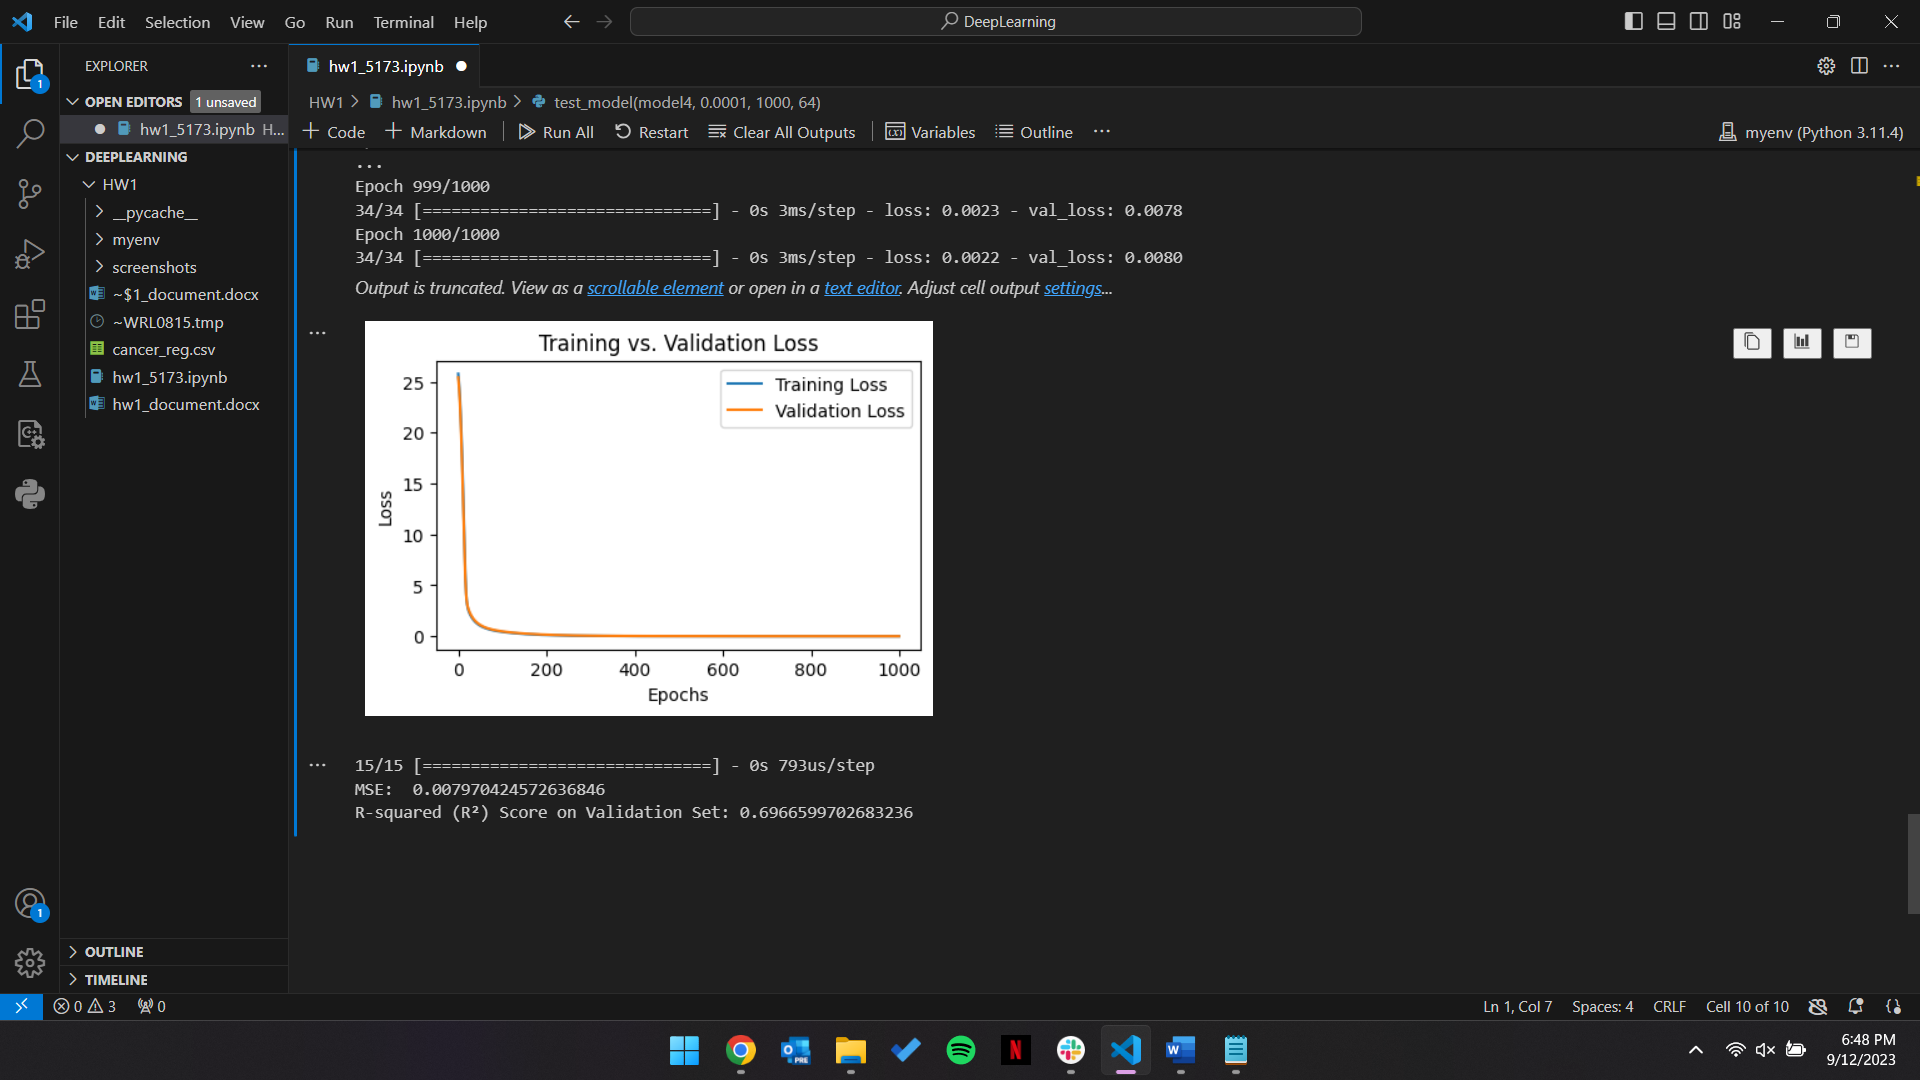 File Edit Selection View Go Run Terminal Help
DeepLearning
EXPLORER
OPEN EDITORS 1 unsaved
hw1_5173.ipynb H...
DEEPLEARNING
HW1
__pycache__
myenv
screenshots
~$1_document.docx
~WRL0815.tmp
cancer_reg.csv
hw1_5173.ipynb
hw1_document.docx
OUTLINE
TIMELINE
hw1_5173.ipynb
HW1 > hw1_5173.ipynb > test_model(model4, 0.0001, 1000, 64)
+ Code + Markdown Run All Restart Clear All Outputs Variables Outline ...
myenv (Python 3.11.4)
...
Epoch 999/1000
34/34 [==============================] - 0s 3ms/step - loss: 0.0023 - val_loss: 0.0078
Epoch 1000/1000
34/34 [==============================] - 0s 3ms/step - loss: 0.0022 - val_loss: 0.0080
Output is truncated. View as a scrollable element or open in a text editor. Adjust cell output settings...
Training vs. Validation Loss
Training Loss
Validation Loss
25
20
15
10
5
0
Loss
0 200 400 600 800 1000
Epochs
15/15 [==============================] - 0s 793us/step
MSE:  0.007970424572636846
R-squared (R²) Score on Validation Set: 0.6966599702683236
1
1
0 3 0
Ln 1, Col 7 Spaces: 4 CRLF Cell 10 of 10
6:48 PM
9/12/2023